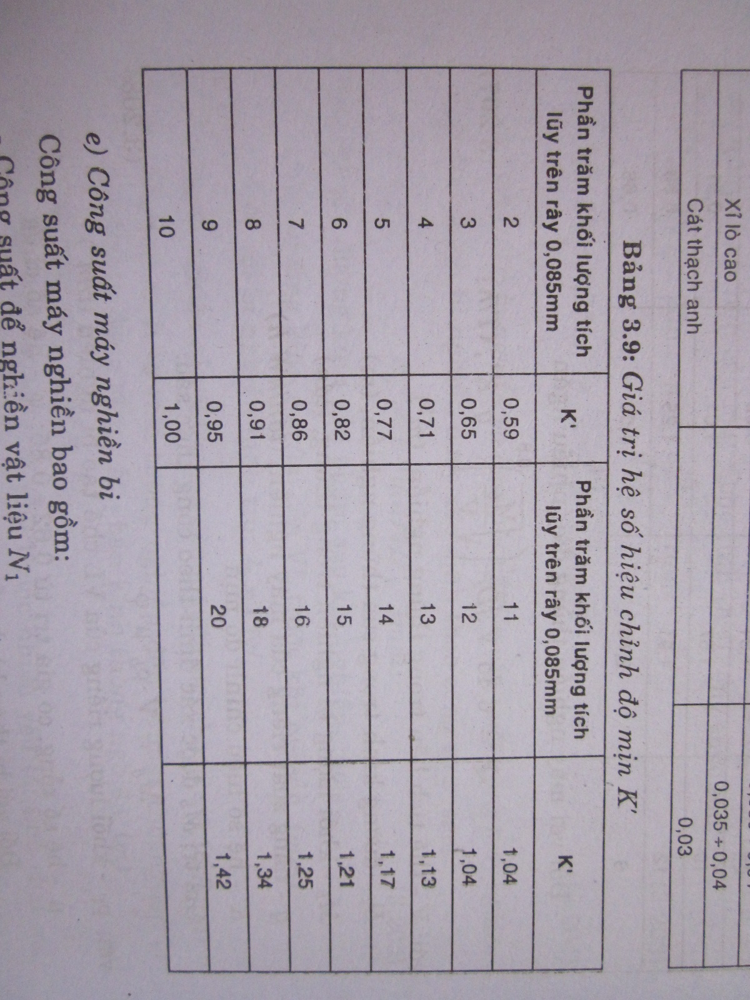 Xỉ lò cao 0,035 ÷ 0,04
Cát thạch anh 0,03
Bảng 3.9: Giá trị hệ số hiệu chỉnh độ mịn K'
Phần trăm khối lượng tích lũy trên rây 0,085mm K' Phần trăm khối lượng tích lũy trên rây 0,085mm K'
2 0,59 11 1,04
3 0,65 12 1,04
4 0,71 13 1,13
5 0,77 14 1,17
6 0,82 15 1,21
7 0,86 16 1,25
8 0,91 18 1,34
9 0,95 20 1,42
10 1,00
e) Công suất máy nghiền bi
Công suất máy nghiền bao gồm:
Công suất để nghiền vật liệu N₁